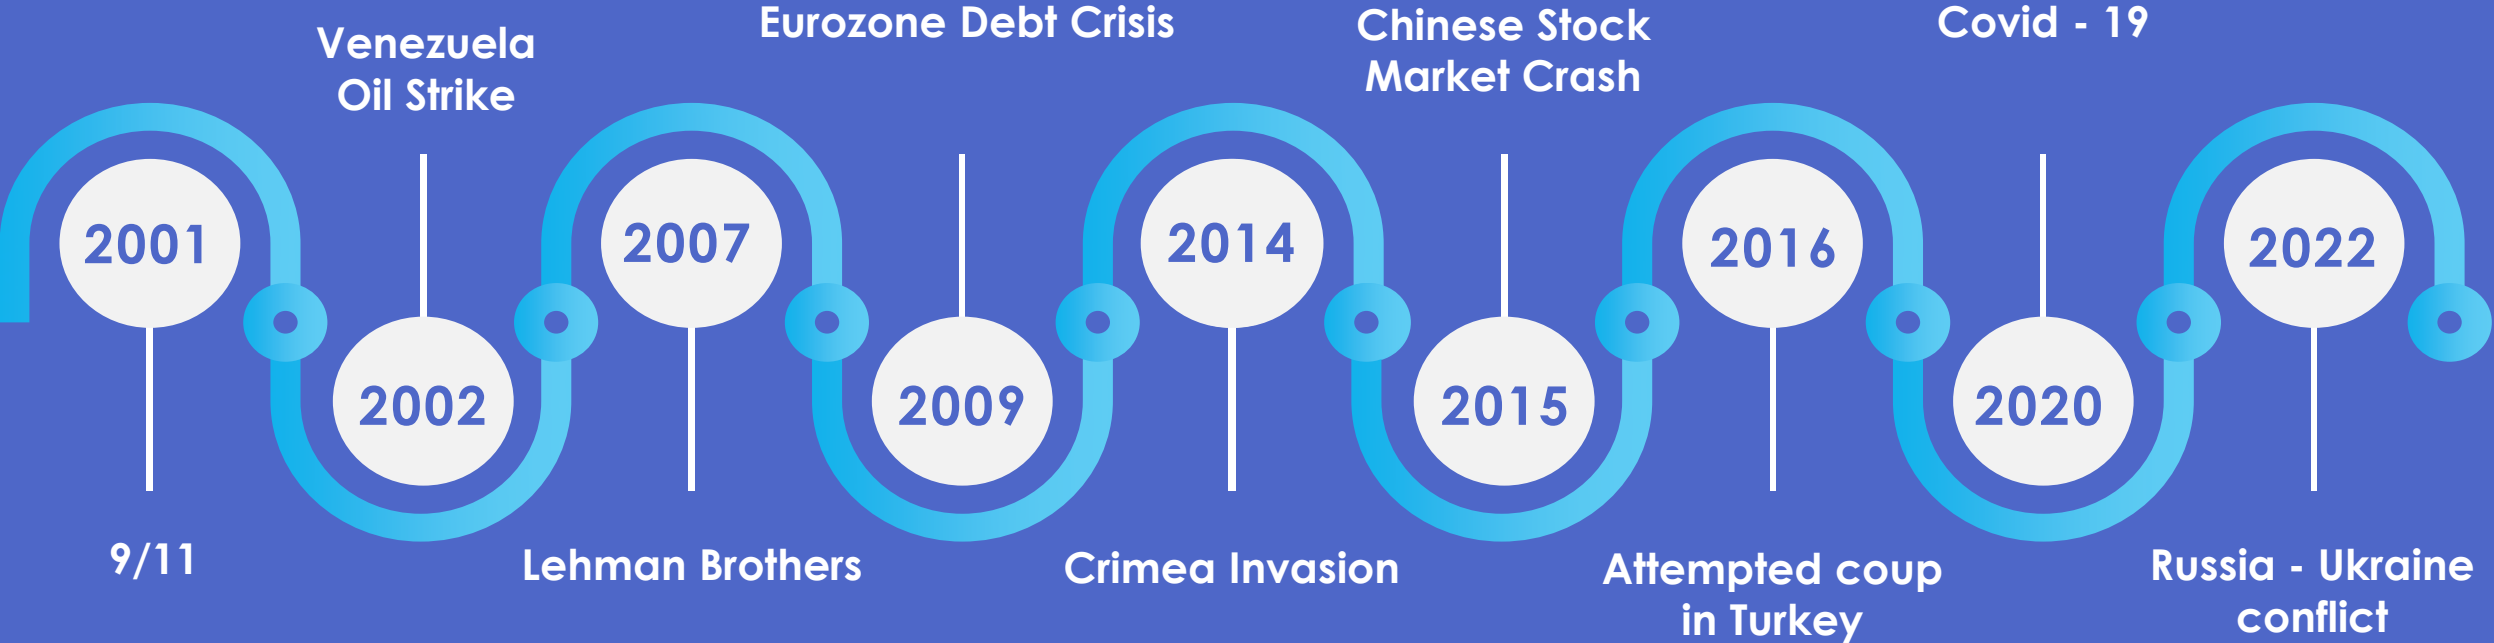 2001
9/11
Venezuela
Oil Strike
2002
2007
Lehman Brothers
Eurozone Debt Crisis
2009
2014
Crimea Invasion
Chinese Stock
Market Crash
2015
2016
Attempted coup
in Turkey
Covid - 19
2020
2022
Russia - Ukraine
conflict